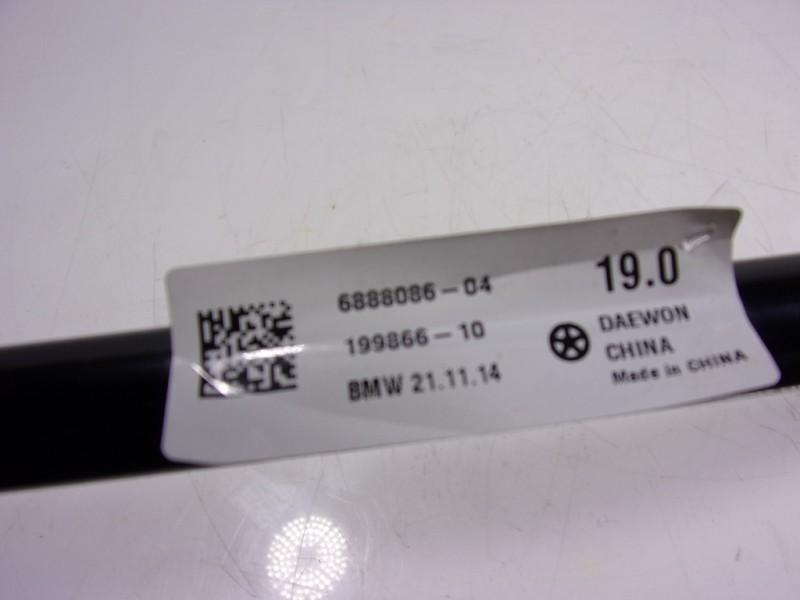 6888086-04
199866-10
BMW 21.11.14
19.0
DAEWON
CHINA
Made in CHINA